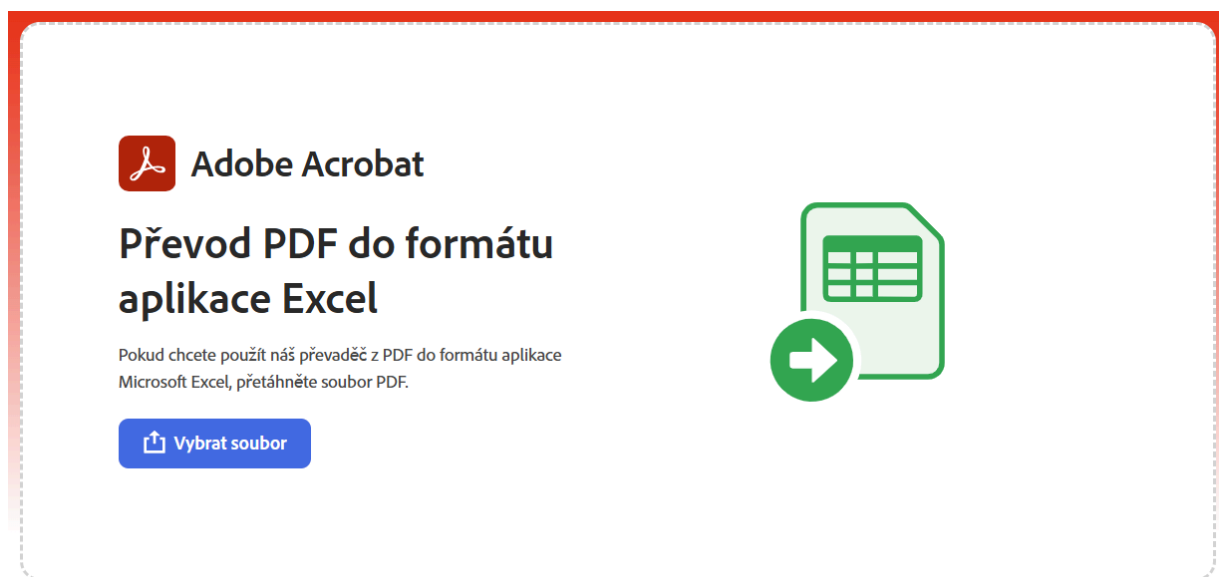 Adobe Acrobat
Převod PDF do formátu
aplikace Excel
Pokud chcete použít náš převaděč z PDF do formátu aplikace
Microsoft Excel, přetáhněte soubor PDF.
Vybrat soubor